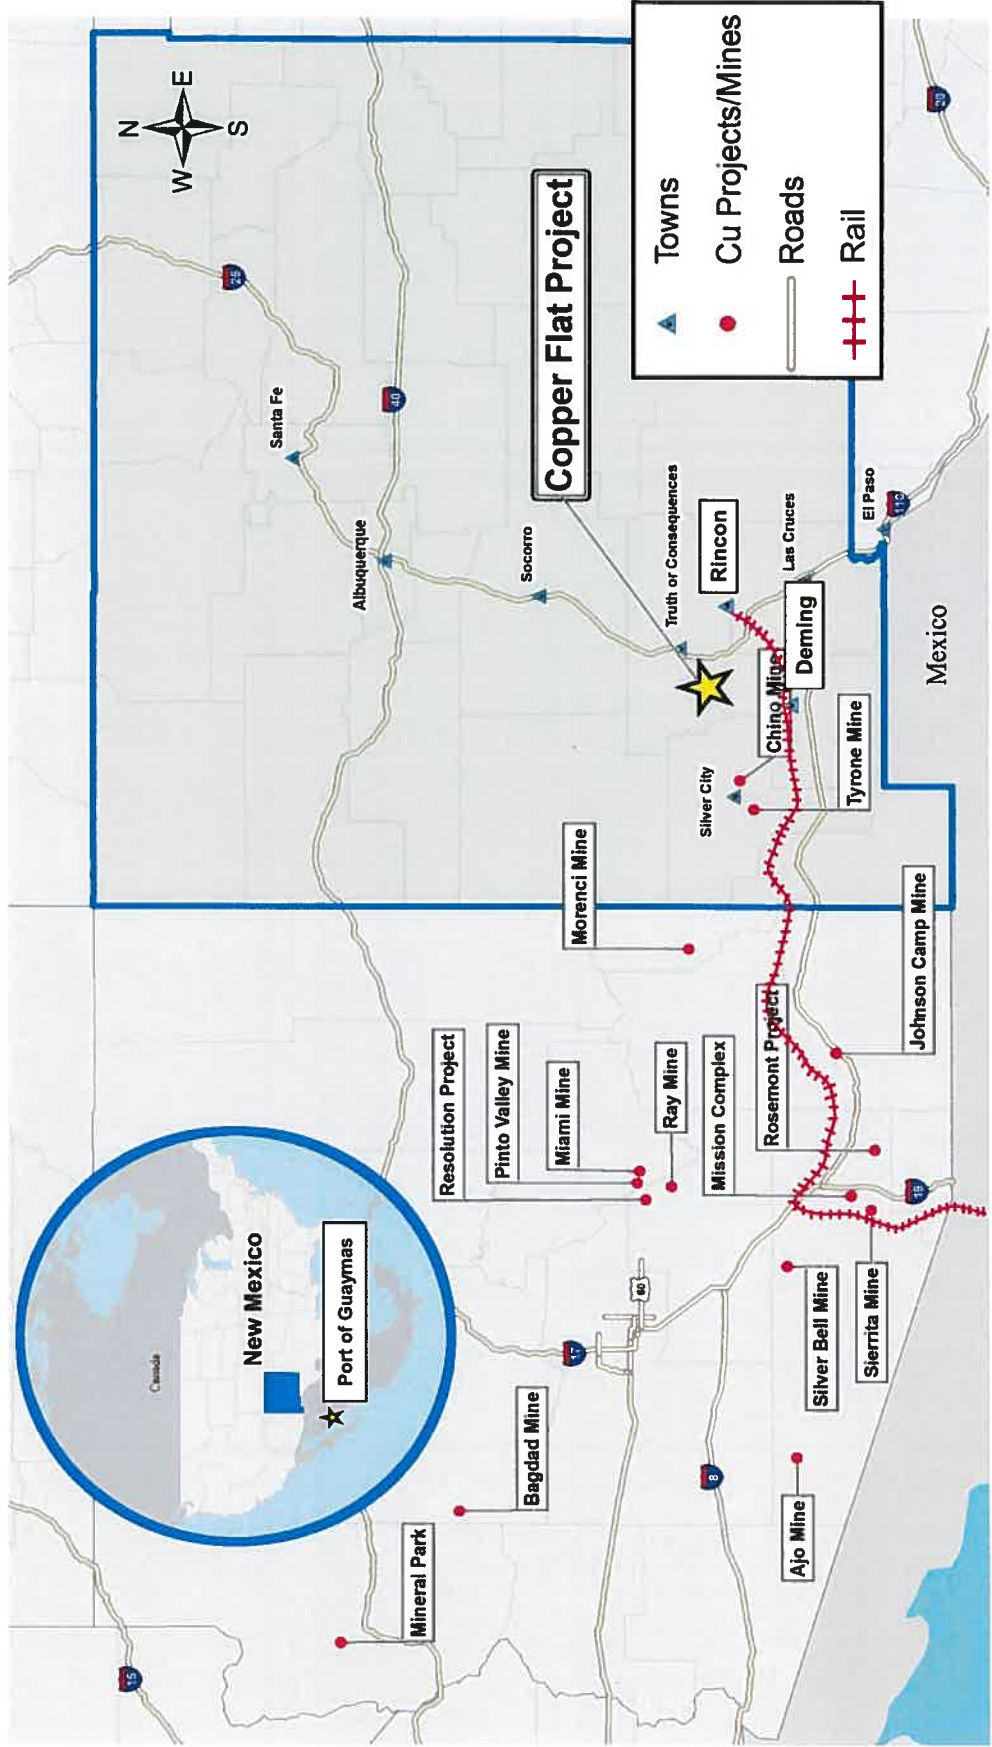 N
W
E
S
25
Santa Fe
40
Albuquerque
Socorro
Copper Flat Project
Truth or Consequences
Rincon
Las Cruces
El Paso
Deming
Chino Mine
Silver City
Tyrone Mine
Mexico
Towns
Cu Projects/Mines
Roads
Rail
20
Morenci Mine
Resolution Project
Pinto Valley Mine
Miami Mine
Ray Mine
Mission Complex
Rosemont Project
Johnson Camp Mine
19
Canada
New Mexico
Port of Guaymas
17
60
Silver Bell Mine
Sierrita Mine
Bagdad Mine
8
Ajo Mine
Mineral Park
15